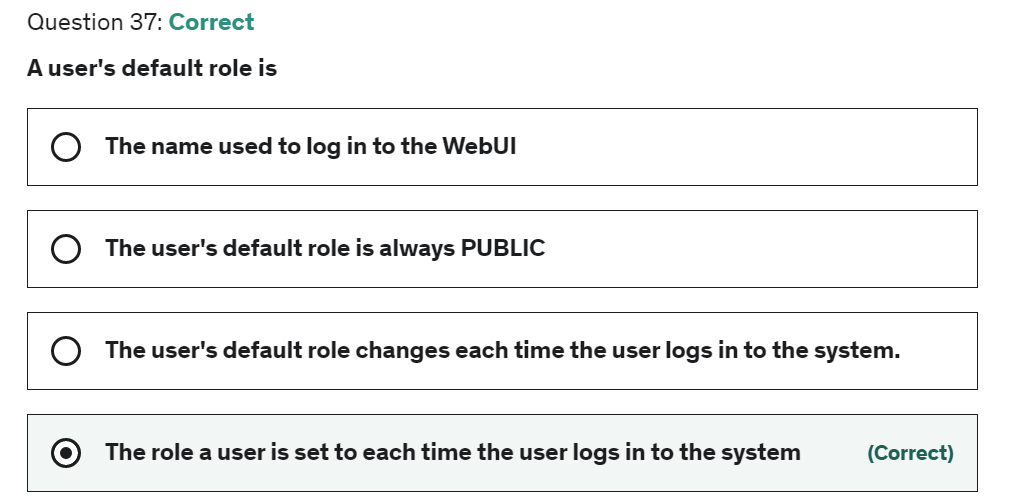 Question 37: Correct
A user's default role is
The name used to log in to the WebUI
The user's default role is always PUBLIC
The user's default role changes each time the user logs in to the system.
The role a user is set to each time the user logs in to the system (Correct)